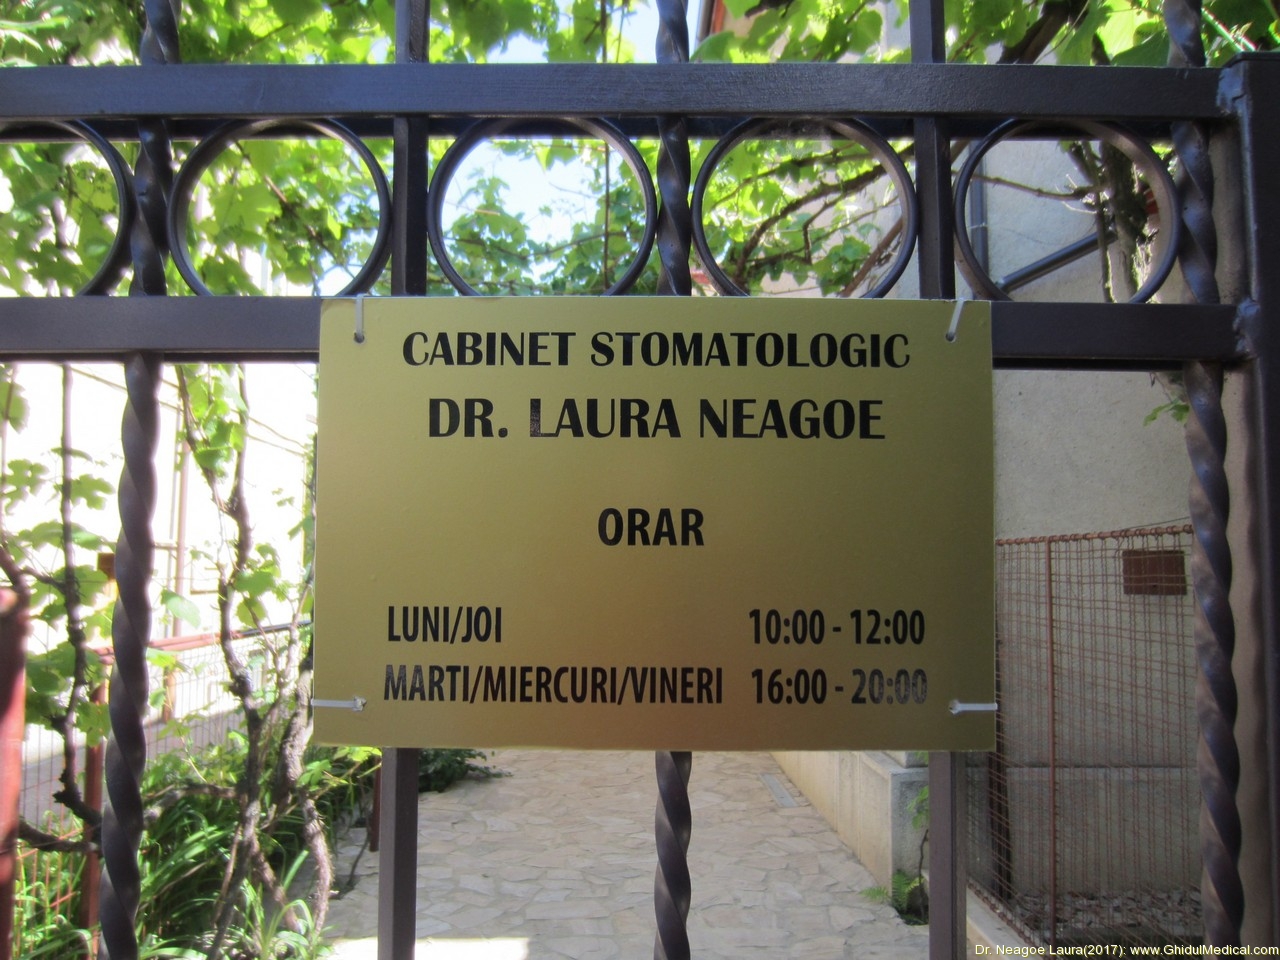 CABINET STOMATOLOGIC
DR. LAURA NEAGOE
ORAR
LUNI/JOI 10:00 - 12:00
MARTI/MIERCURI/VINERI 16:00 - 20:00
Dr. Neagoe Laura(2017): www.GhidulMedical.com